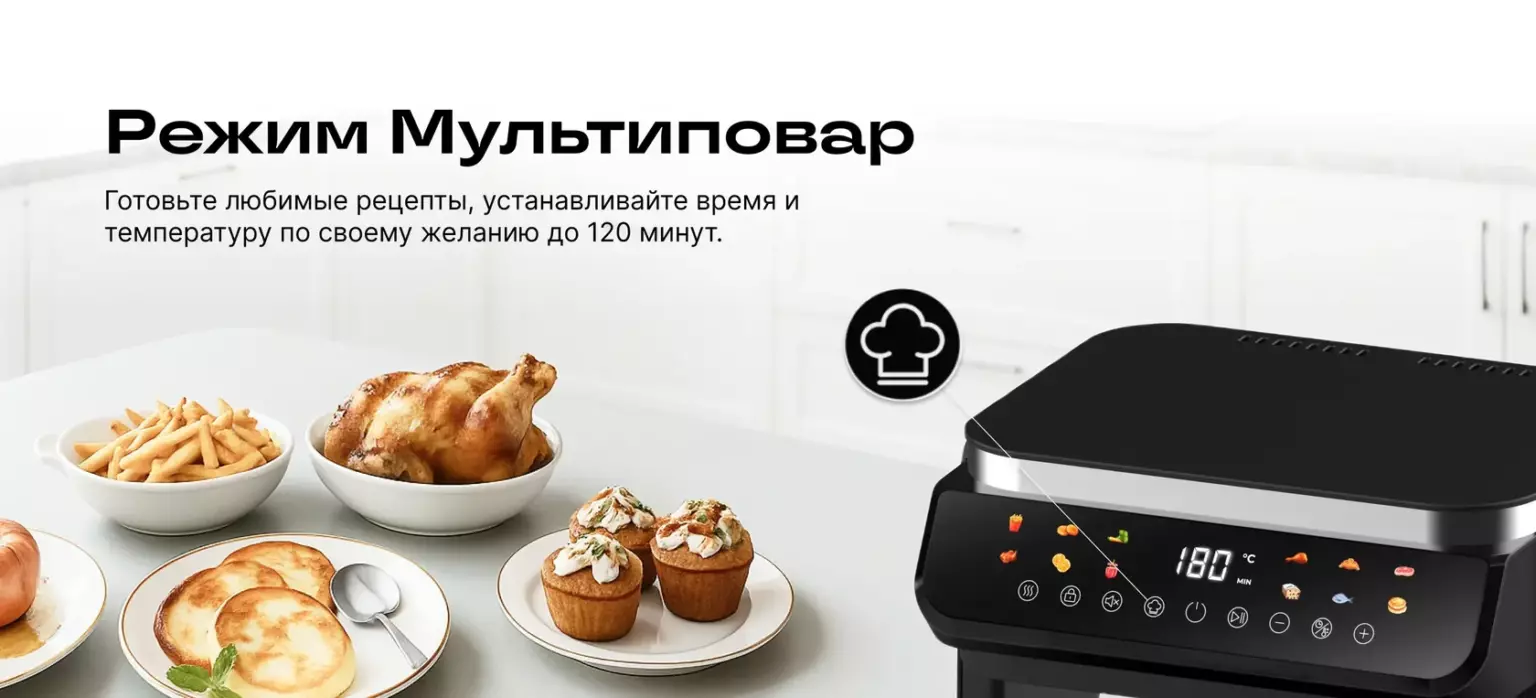 Режим Мультиповар
Готовьте любимые рецепты, устанавливайте время и
температуру по своему желанию до 120 минут.
180 °C
MIN